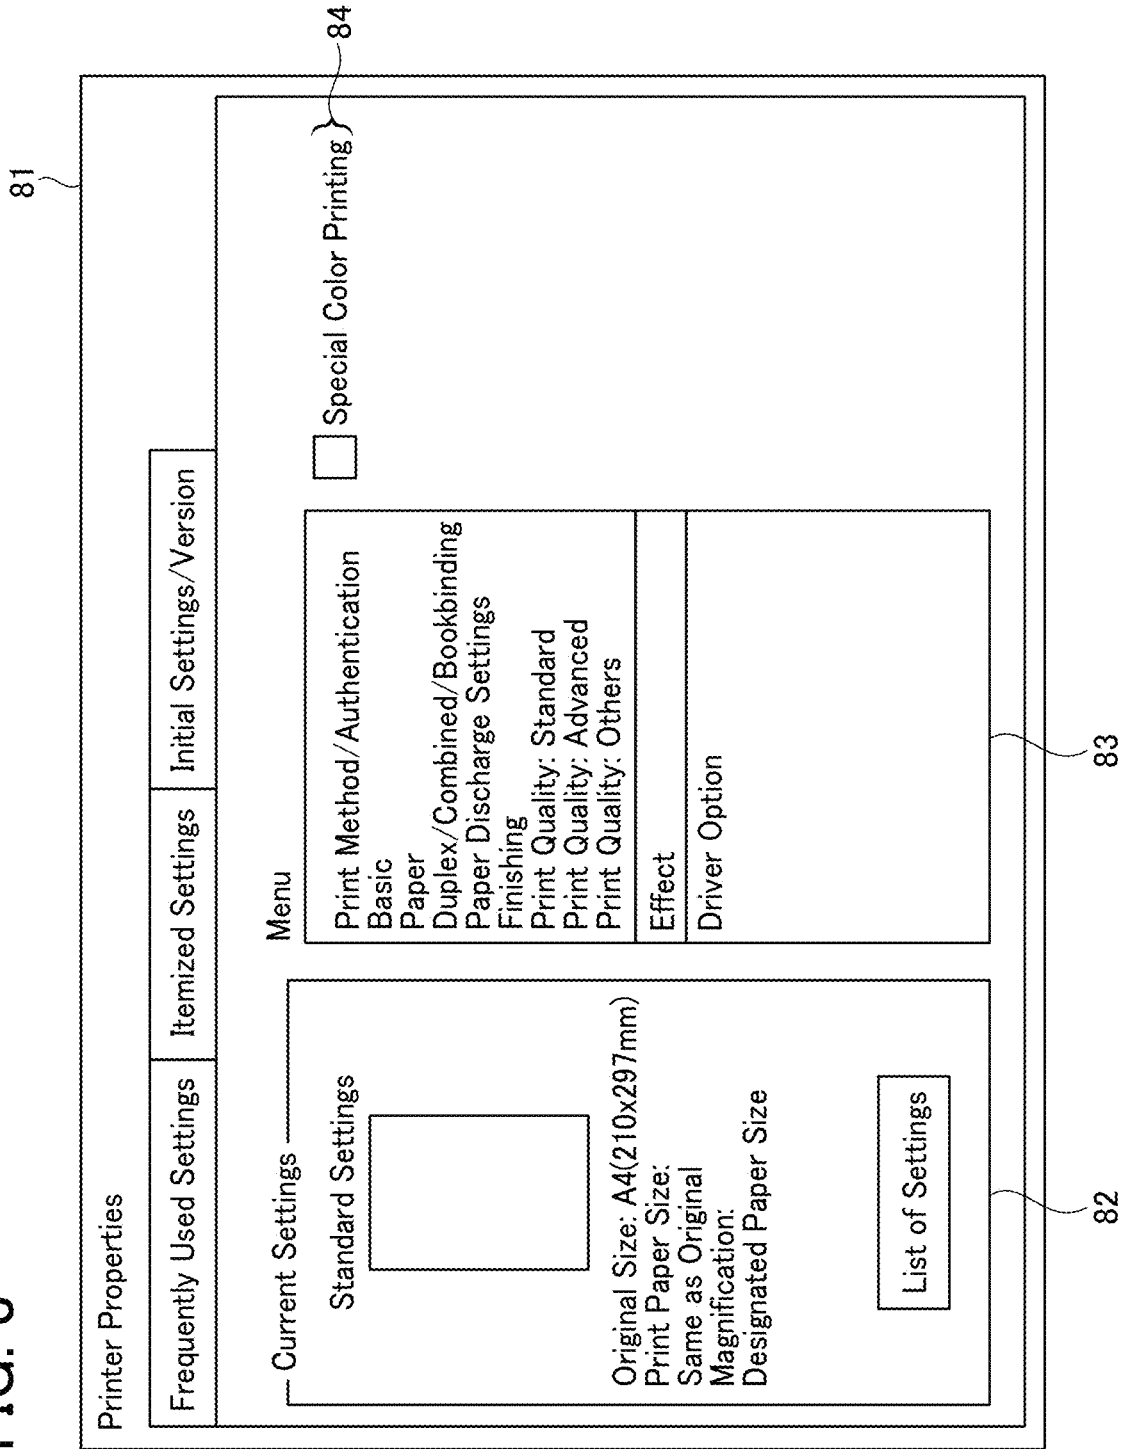 81
Printer Properties
Frequently Used Settings
Itemized Settings
Initial Settings/Version
Current Settings
Standard Settings
Original Size: A4(210x297mm)
Print Paper Size:
Same as Original
Magnification:
Designated Paper Size
List of Settings
82
Menu
Print Method/Authentication
Basic
Paper
Duplex/Combined/Bookbinding
Paper Discharge Settings
Finishing
Print Quality: Standard
Print Quality: Advanced
Print Quality: Others
Effect
Driver Option
83
Special Color Printing
84